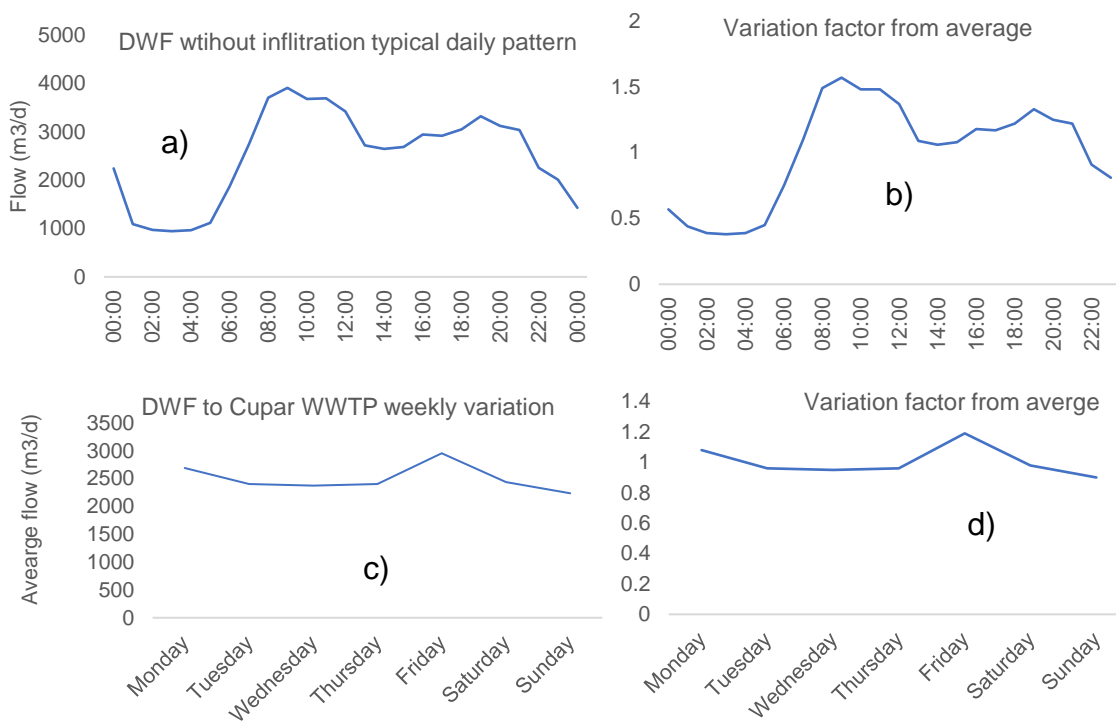 DWF wtihout inflitration typical daily pattern
5000
4000
3000
2000
1000
0
Flow (m3/d)
a)
00:00
02:00
04:00
06:00
08:00
10:00
12:00
14:00
16:00
18:00
20:00
22:00
00:00
Variation factor from average
2
1.5
1
0.5
0
b)
00:00
02:00
04:00
06:00
08:00
10:00
12:00
14:00
16:00
18:00
20:00
22:00
DWF to Cupar WWTP weekly variation
3500
3000
2500
2000
1500
1000
500
0
Avearge flow (m3/d)
c)
Monday
Tuesday
Wednesday
Thursday
Friday
Saturday
Sunday
Variation factor from averge
1.4
1.2
1
0.8
0.6
0.4
0.2
0
d)
Monday
Tuesday
Wednesday
Thursday
Friday
Saturday
Sunday